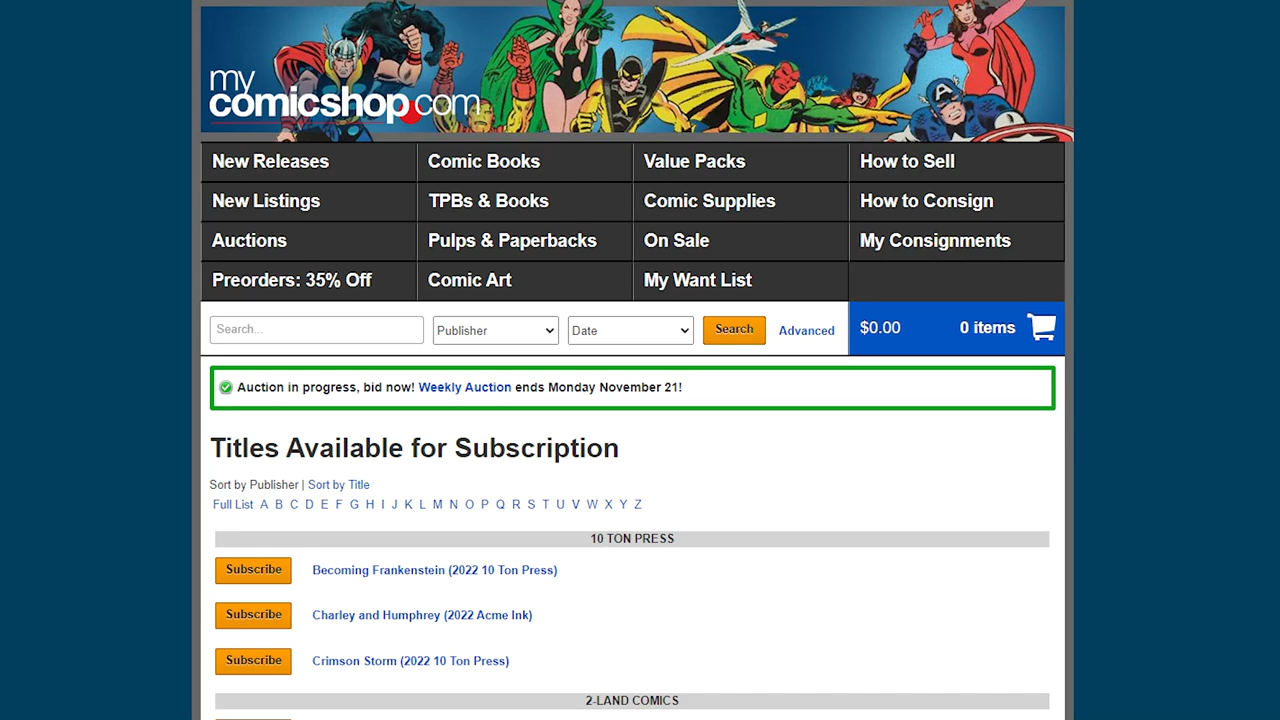 my
comicshop.com
New Releases
Comic Books
Value Packs
How to Sell
New Listings
TPBs & Books
Comic Supplies
How to Consign
Auctions
Pulps & Paperbacks
On Sale
My Consignments
Preorders: 35% Off
Comic Art
My Want List
Search... Publisher Date Search Advanced $0.00 0 items
Auction in progress, bid now! Weekly Auction ends Monday November 21!
Titles Available for Subscription
Sort by Publisher | Sort by Title
Full List A B C D E F G H I J K L M N O P Q R S T U V W X Y Z
10 TON PRESS
Subscribe Becoming Frankenstein (2022 10 Ton Press)
Subscribe Charley and Humphrey (2022 Acme Ink)
Subscribe Crimson Storm (2022 10 Ton Press)
2-LAND COMICS